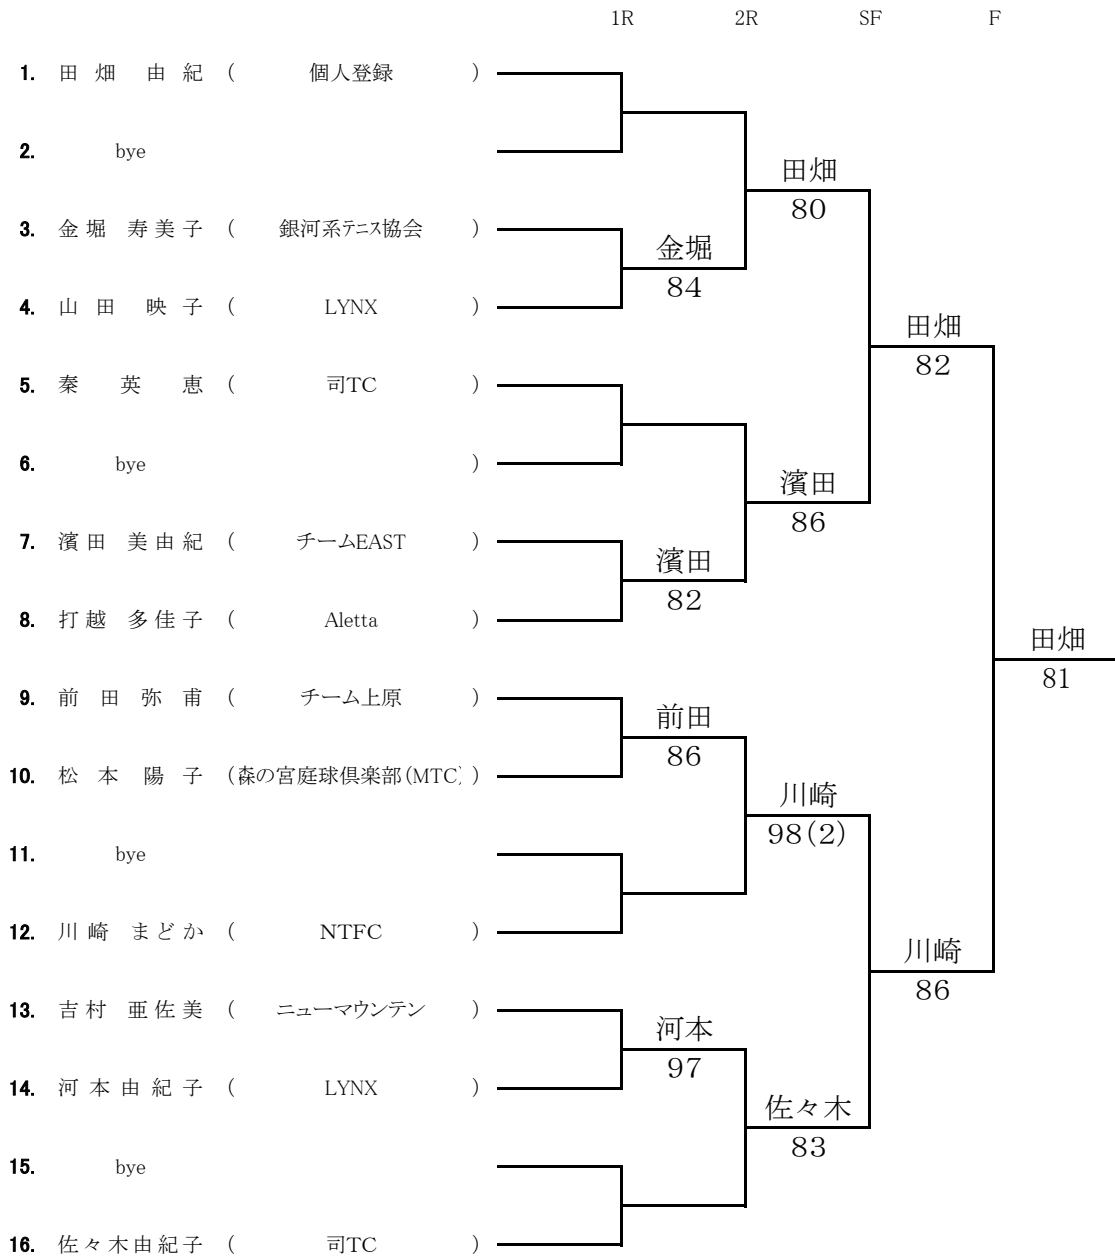 1R 2R SF F
1. 田畑 由紀 ( 個人登録 )
2. bye
田畑
80
3. 金堀 寿美子 ( 銀河系テニス協会 )
金堀
84
4. 山田 映子 ( LYNX )
田畑
82
5. 秦 英恵 ( 司TC )
6. bye )
濱田
86
7. 濱田 美由紀 ( チームEAST )
濱田
82
8. 打越 多佳子 ( Aletta )
田畑
81
9. 前田 弥甫 ( チーム上原 )
前田
86
10. 松本 陽子 (森の宮庭球倶楽部(MTC) )
川崎
98(2)
11. bye
12. 川崎 まどか ( NTFC )
川崎
86
13. 吉村 亜佐美 ( ニューマウンテン )
河本
97
14. 河本由紀子 ( LYNX )
佐々木
83
15. bye
16. 佐々木由紀子 ( 司TC )